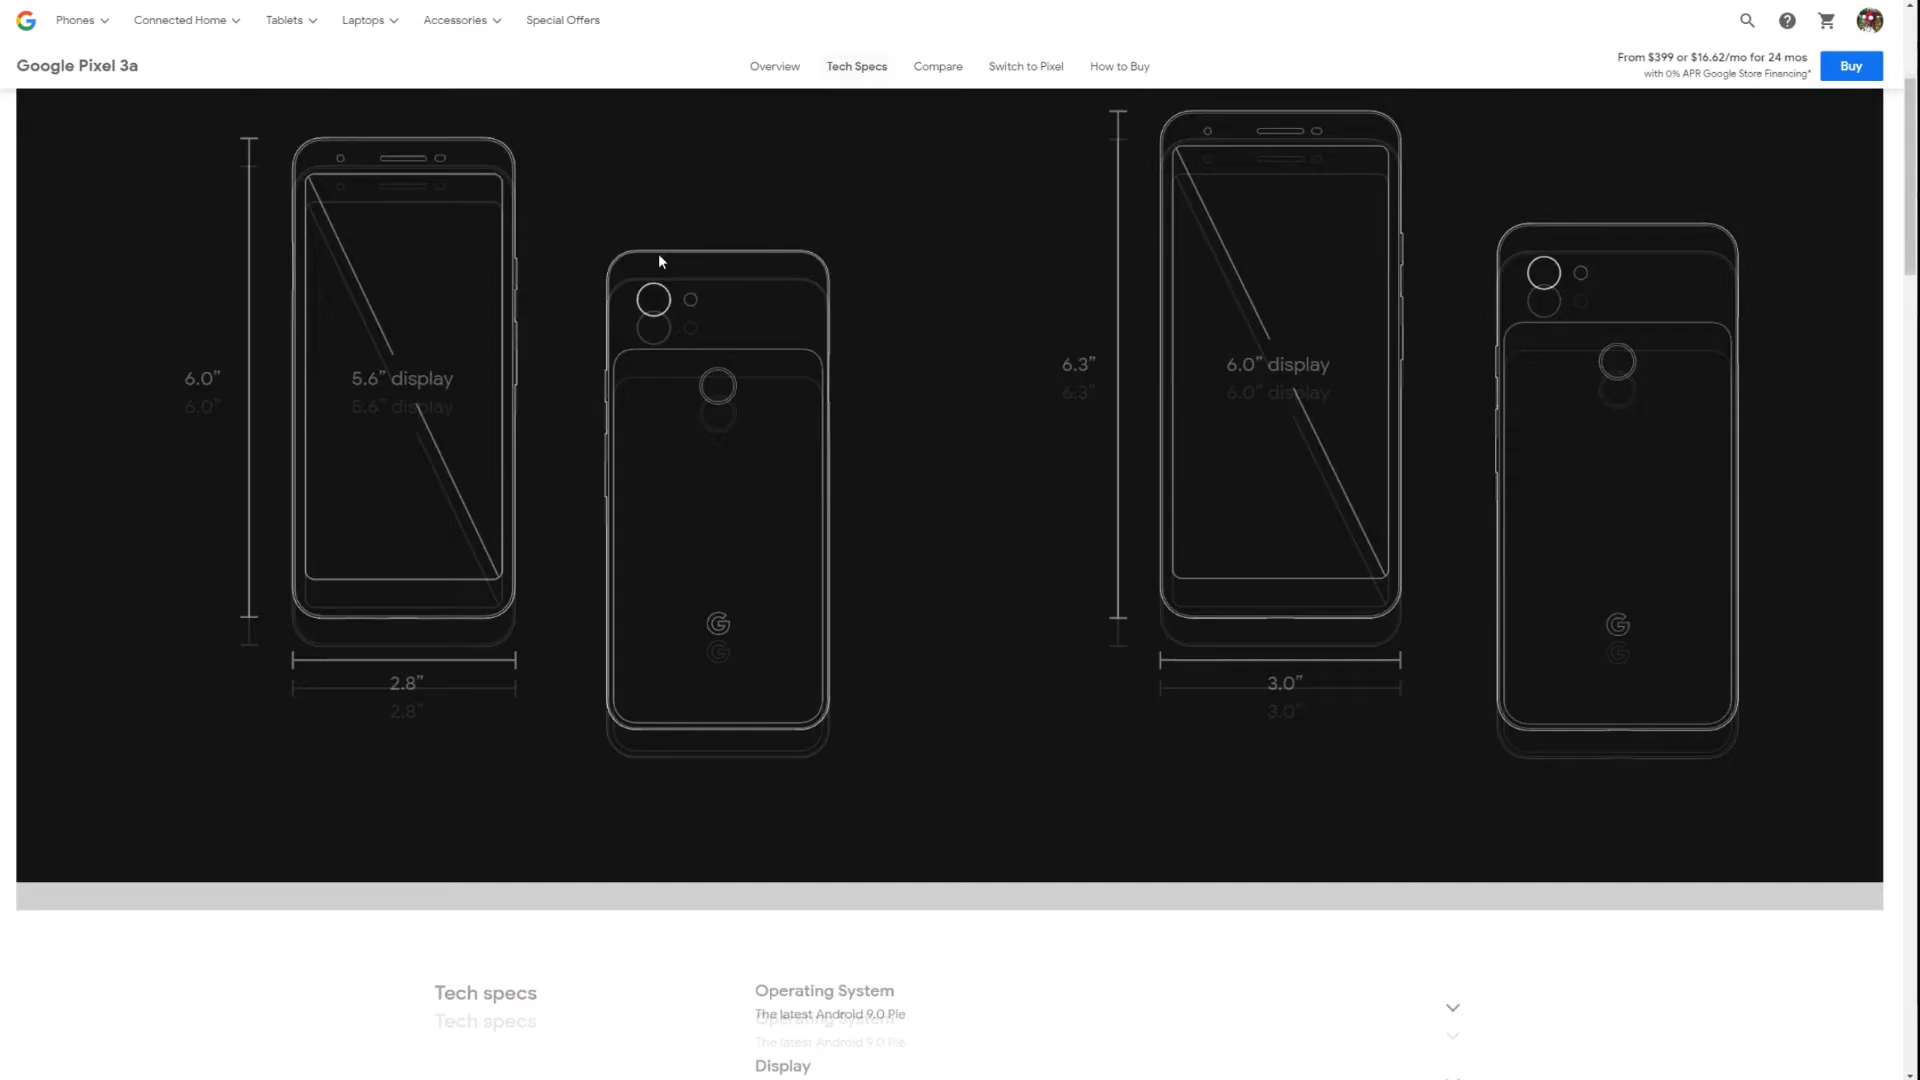 Phones
Connected Home
Tablets
Laptops
Accessories
Special Offers
Google Pixel 3a
Overview
Tech Specs
Compare
Switch to Pixel
How to Buy
From $399 or $16.62/mo for 24 mos
with 0% APR Google Store Financing*
Buy
6.0”
5.6” display
2.8”
6.3”
6.0” display
3.0”
Tech specs
Operating System
The latest Android 9.0 Pie
Display